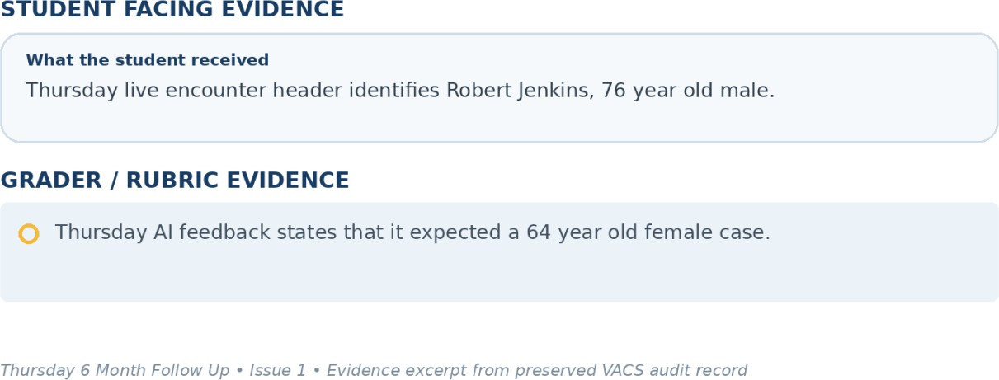 STUDENT FACING EVIDENCE
What the student received
Thursday live encounter header identifies Robert Jenkins, 76 year old male.
GRADER / RUBRIC EVIDENCE
Thursday AI feedback states that it expected a 64 year old female case.
Thursday 6 Month Follow Up • Issue 1 • Evidence excerpt from preserved VACS audit record